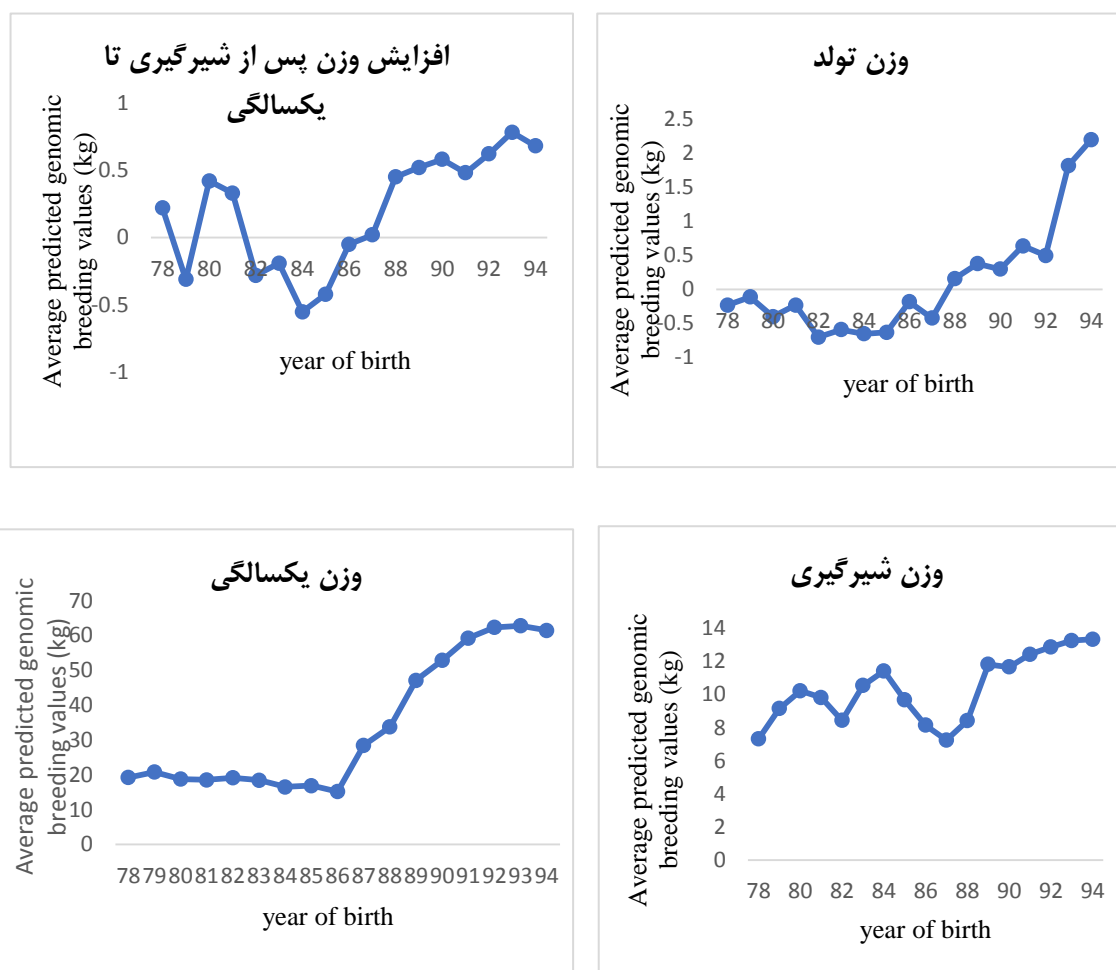 افزایش وزن پس از شیرگیری تا
یکسالگی
Average predicted genomic
breeding values (kg)
1
0.5
0
-0.5
-1
78 80 82 84 86 88 90 92 94
year of birth
وزن تولد
Average predicted genomic
breeding values (kg)
2.5
2
1.5
1
0.5
0
-0.5
-1
78 80 82 84 86 88 90 92 94
year of birth
وزن یکسالگی
Average predicted genomic
breeding values (kg)
70
60
50
40
30
20
10
0
78 79 80 81 82 83 84 85 86 87 88 89 90 91 92 93 94
year of birth
وزن شیرگیری
Average predicted genomic
breeding values (kg)
14
12
10
8
6
4
2
0
78 80 82 84 86 88 90 92 94
year of birth